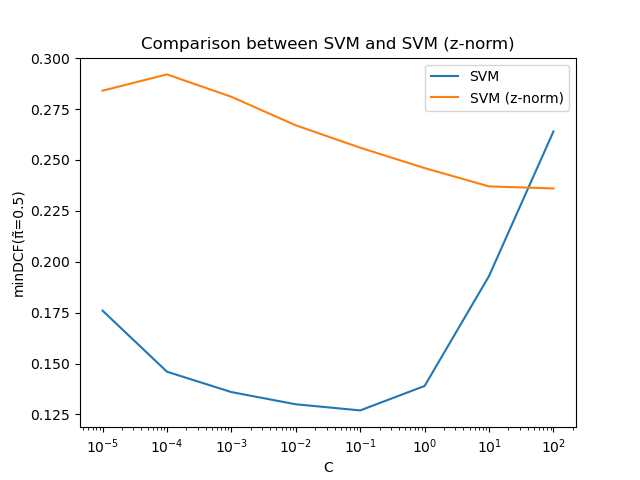 Comparison between SVM and SVM (z-norm)
SVM
SVM (z-norm)
minDCF(π̃=0.5)
0.300
0.275
0.250
0.225
0.200
0.175
0.150
0.125
10⁻⁵ 10⁻⁴ 10⁻³ 10⁻² 10⁻¹ 10⁰ 10¹ 10²
C